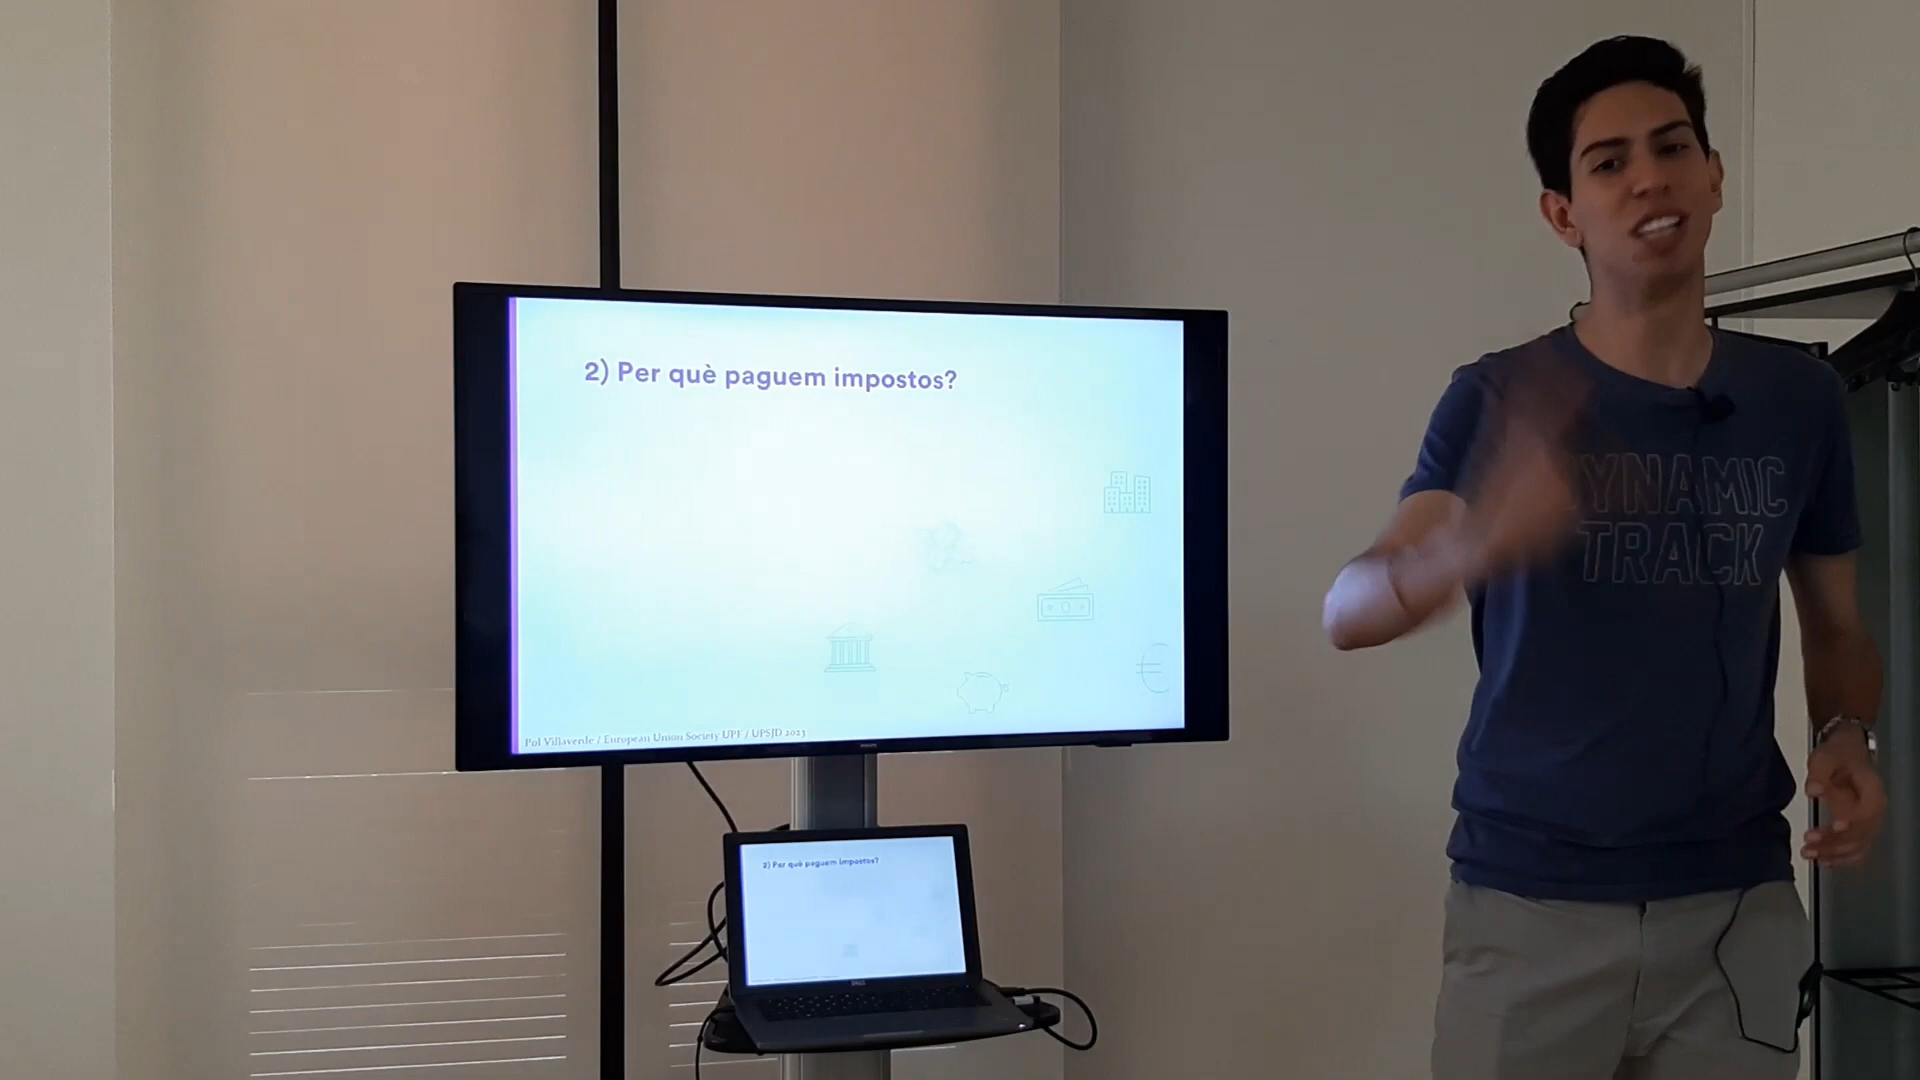 2) Per què paguem impostos?
Pol Villaverde / European Union Society UPF / UPSJD 2023
DYNAMIC
TRACK
2) Per què paguem impostos?
DELL